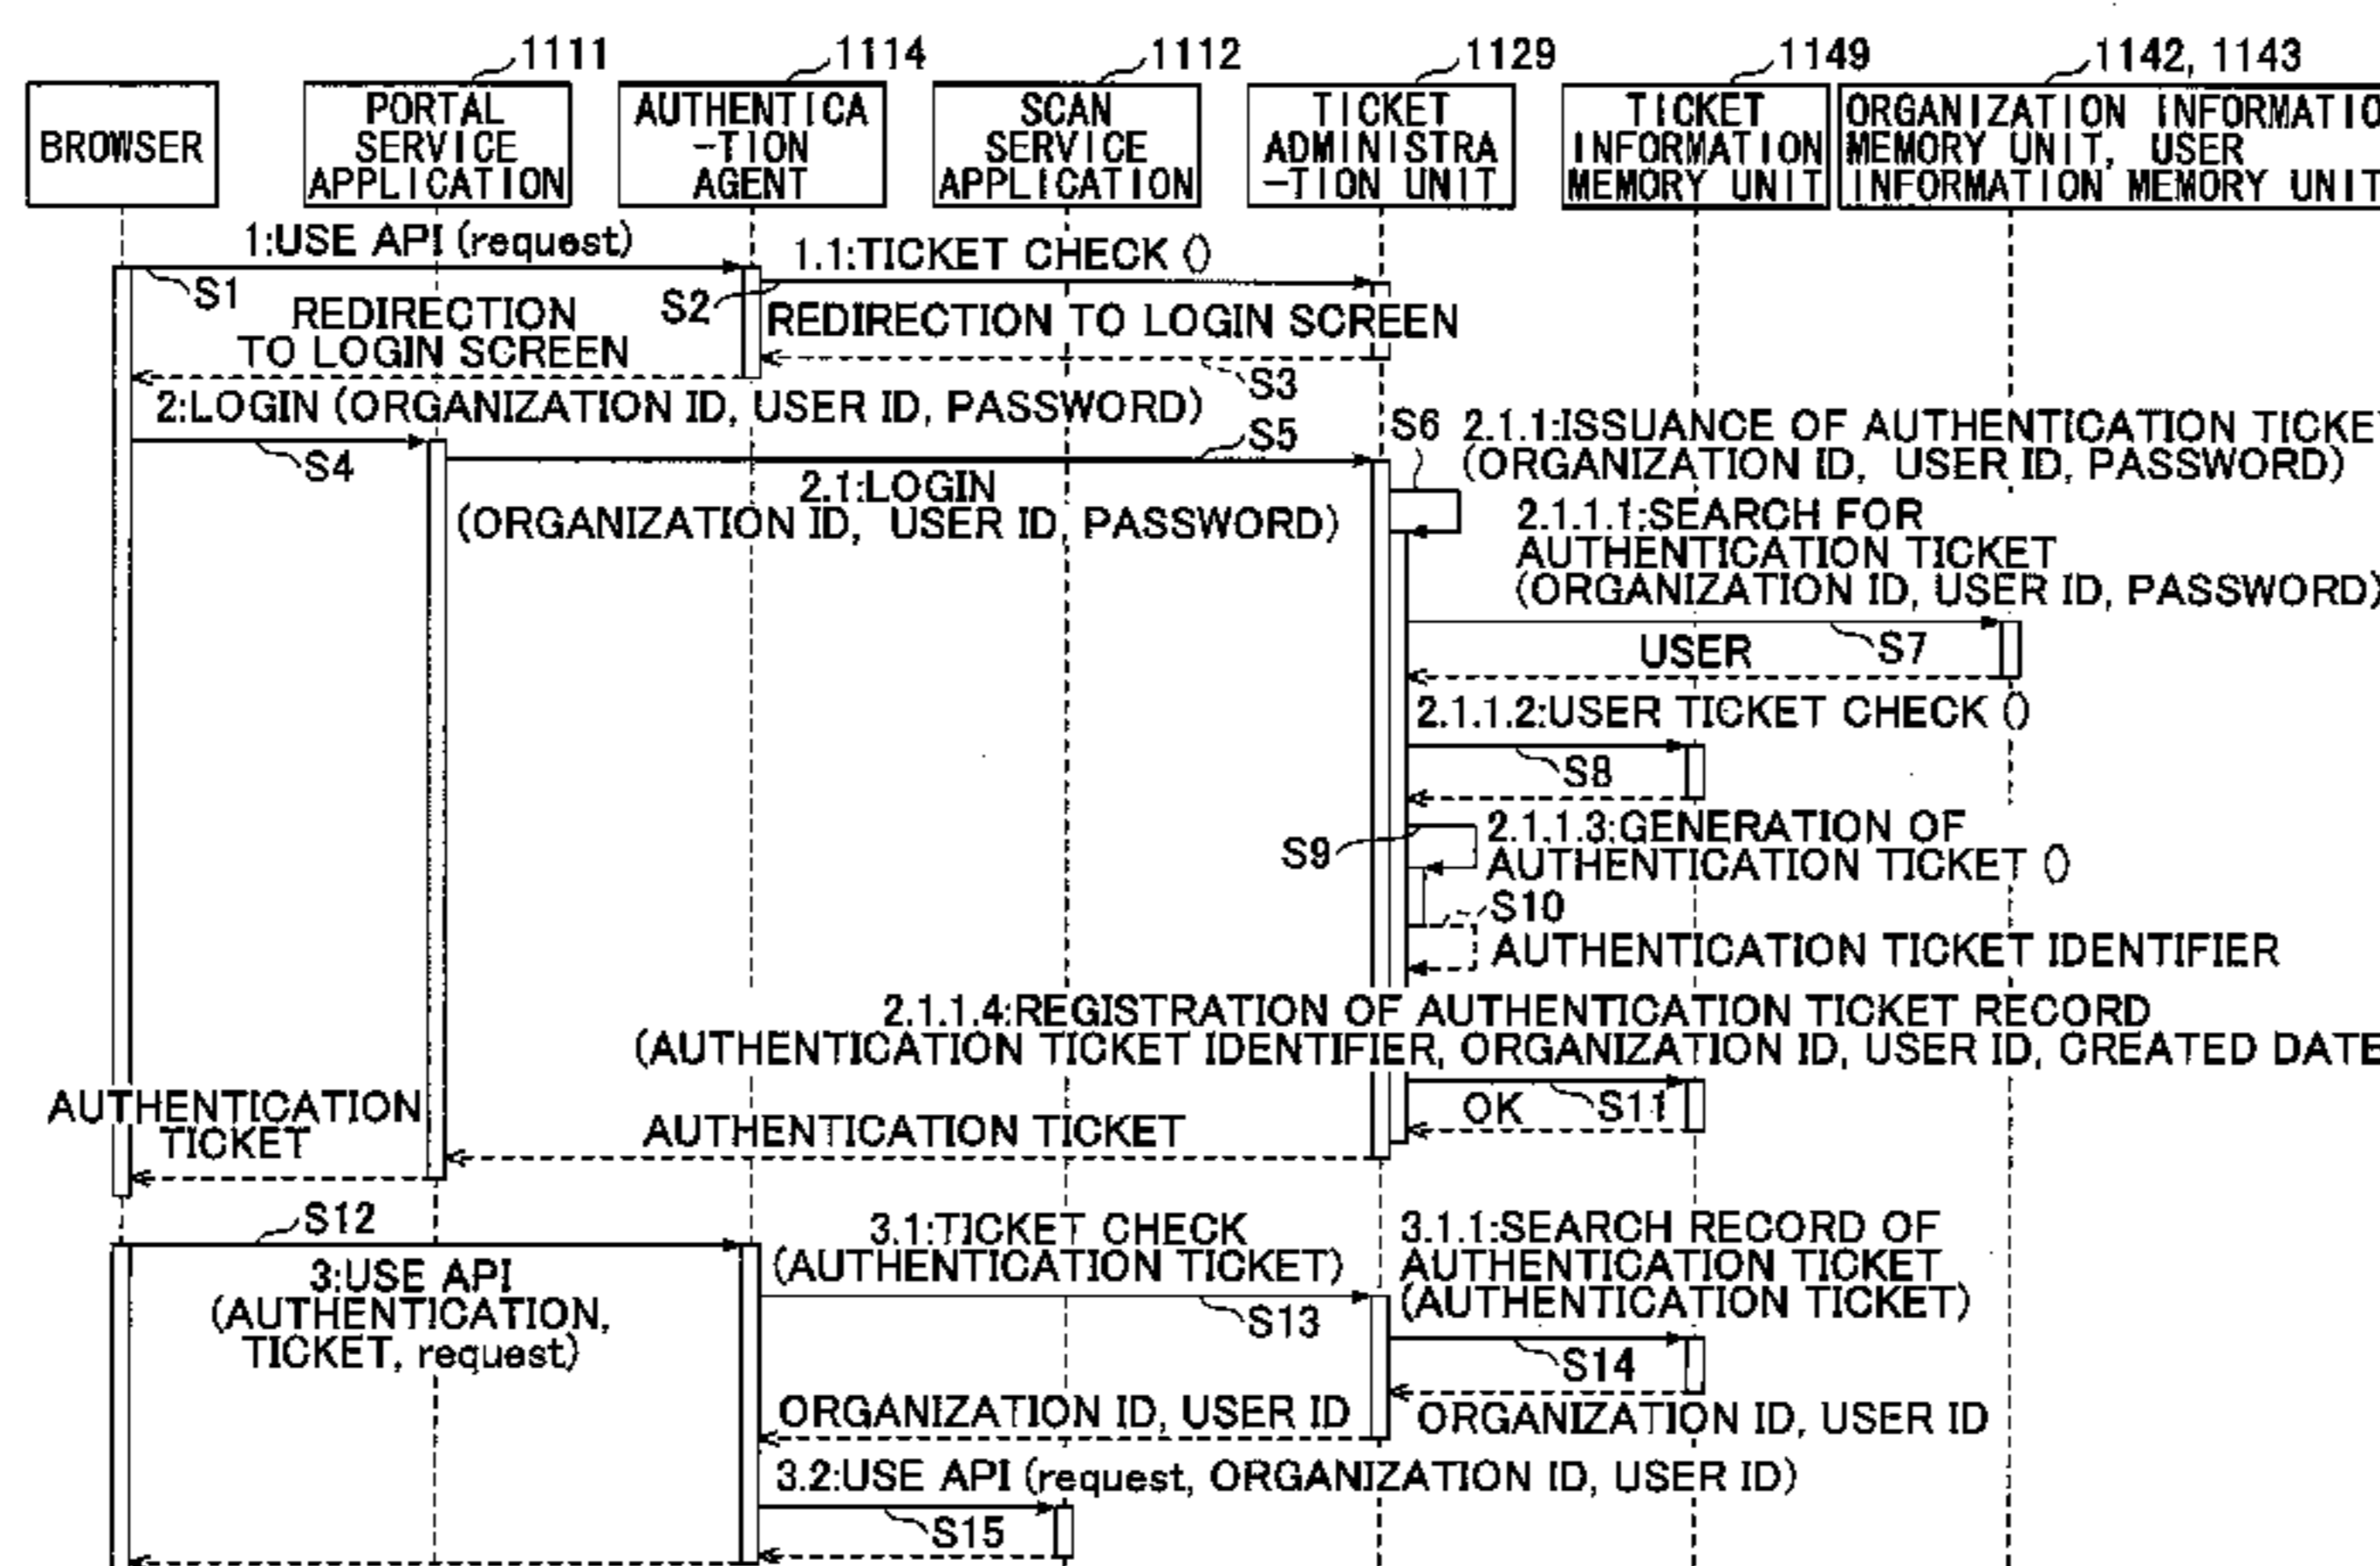 1111
1114
1112
1129
1149
1142, 1143
BROWSER
PORTAL
SERVICE
APPLICATION
AUTHENTICA
-TION
AGENT
SCAN
SERVICE
APPLICATION
TICKET
ADMINISTRA
-TION UNIT
TICKET
INFORMATION
MEMORY UNIT
ORGANIZATION INFORMATIO
MEMORY UNIT, USER
INFORMATION MEMORY UNIT
1:USE API (request)
S1
1.1:TICKET CHECK ()
S2
REDIRECTION
TO LOGIN SCREEN
REDIRECTION TO LOGIN SCREEN
S3
2:LOGIN (ORGANIZATION ID, USER ID, PASSWORD)
S4
S5
2.1:LOGIN
(ORGANIZATION ID, USER ID, PASSWORD)
S6
2.1.1:ISSUANCE OF AUTHENTICATION TICKE
(ORGANIZATION ID, USER ID, PASSWORD)
2.1.1.1:SEARCH FOR
AUTHENTICATION TICKET
(ORGANIZATION ID, USER ID, PASSWORD)
S7
USER
2.1.1.2:USER TICKET CHECK ()
S8
S9
2.1.1.3:GENERATION OF
AUTHENTICATION TICKET ()
S10
AUTHENTICATION TICKET IDENTIFIER
2.1.1.4:REGISTRATION OF AUTHENTICATION TICKET RECORD
(AUTHENTICATION TICKET IDENTIFIER, ORGANIZATION ID, USER ID, CREATED DATE
S11
OK
AUTHENTICATION TICKET
AUTHENTICATION
TICKET
S12
3:USE API
(AUTHENTICATION,
TICKET, request)
3.1:TICKET CHECK
(AUTHENTICATION TICKET)
S13
3.1.1:SEARCH RECORD OF
AUTHENTICATION TICKET
(AUTHENTICATION TICKET)
S14
ORGANIZATION ID, USER ID
ORGANIZATION ID, USER ID
3.2:USE API (request, ORGANIZATION ID, USER ID)
S15